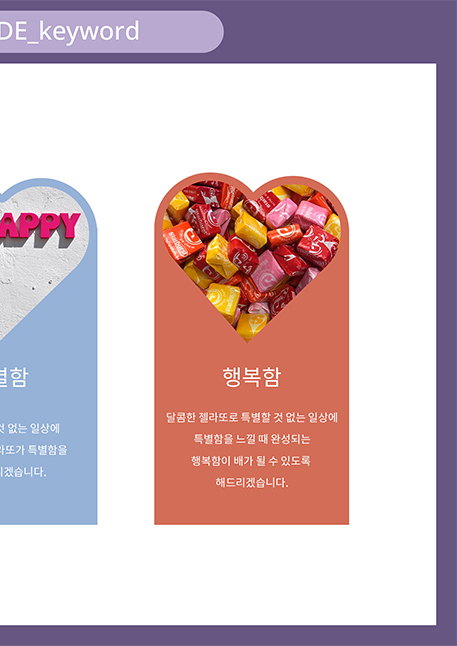 DE_keyword
APPY
별함
행복함
것 없는 일상에
라또가 특별함을
리겠습니다.
달콤한 젤라또로 특별할 것 없는 일상에
특별함을 느낄 때 완성되는
행복함이 배가 될 수 있도록
해드리겠습니다.